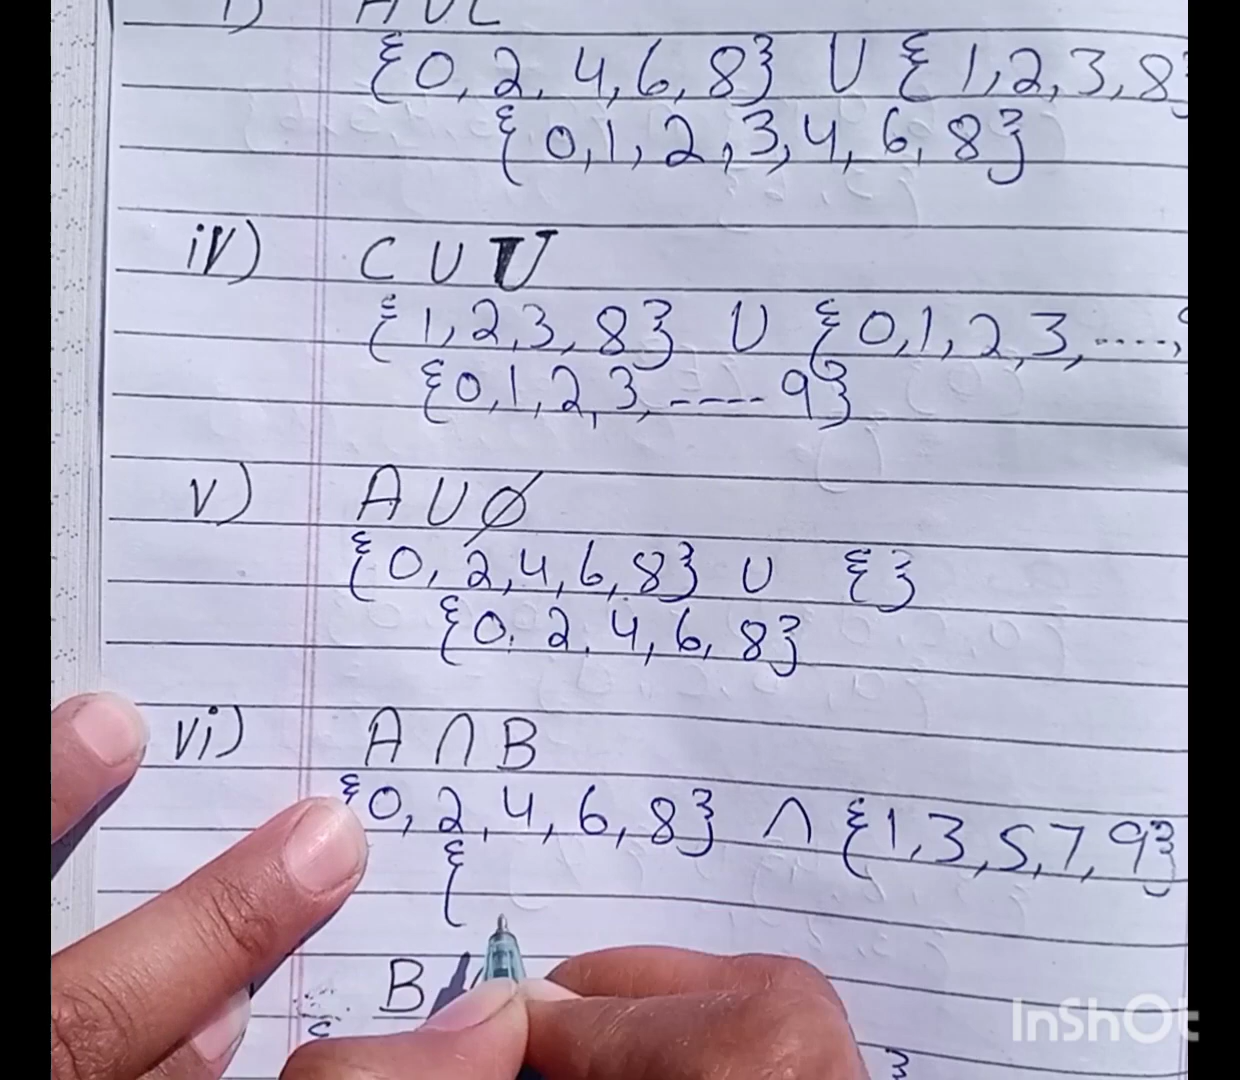 A U C
{0, 2, 4, 6, 8} U {1, 2, 3, 8}
{0, 1, 2, 3, 4, 6, 8}
iv) C U U
{1, 2, 3, 8} U {0, 1, 2, 3, ....,
{0, 1, 2, 3, ---- 9}
v) A U Ø
{0, 2, 4, 6, 8} U { }
{0, 2, 4, 6, 8}
vi) A ∩ B
{0, 2, 4, 6, 8} ∩ {1, 3, 5, 7, 9}
{
B
InShOt